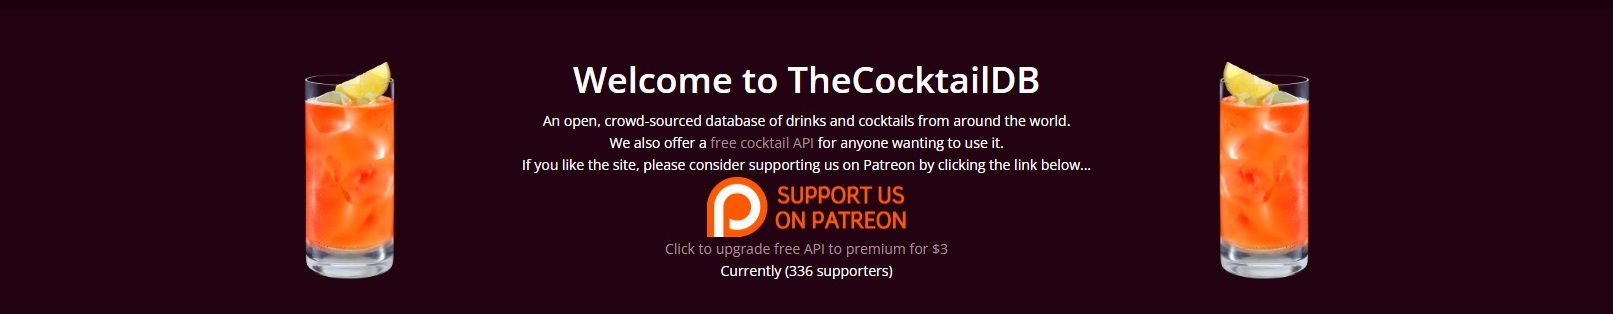 Welcome to TheCocktailDB
An open, crowd-sourced database of drinks and cocktails from around the world.
We also offer a free cocktail API for anyone wanting to use it.
If you like the site, please consider supporting us on Patreon by clicking the link below...
SUPPORT US
ON PATREON
Click to upgrade free API to premium for $3
Currently (336 supporters)